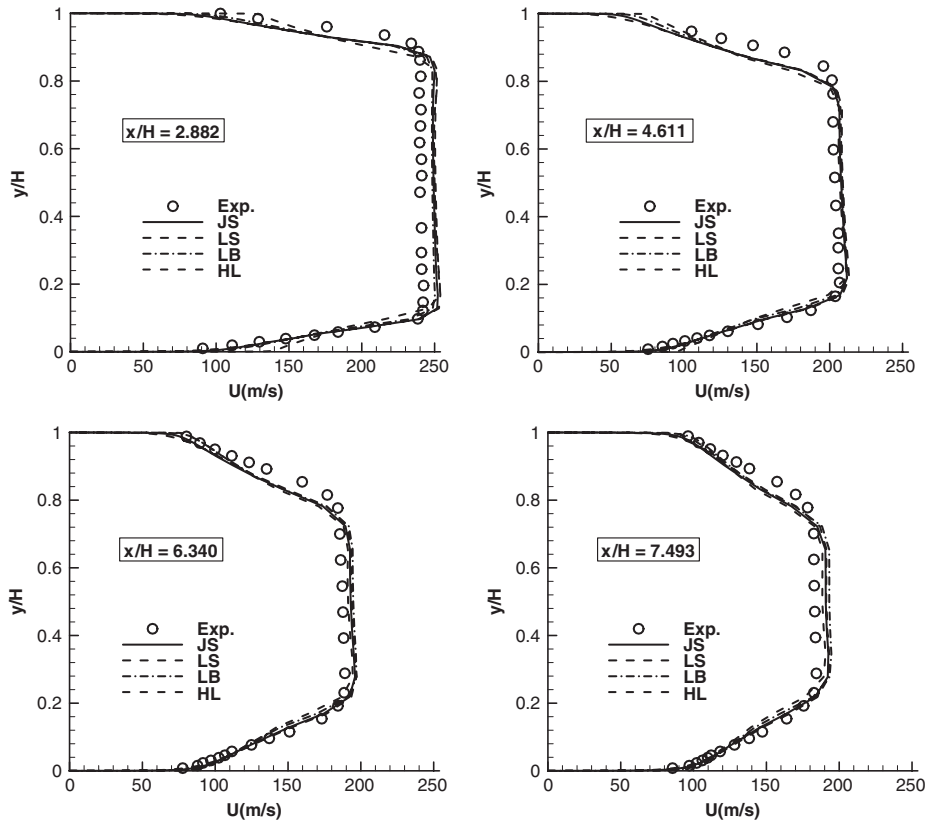 1
0.8
0.6
0.4
0.2
0
y/H
x/H = 2.882
Exp.
JS
LS
LB
HL
0 50 100 150 200 250
U(m/s)
1
0.8
0.6
0.4
0.2
0
y/H
x/H = 4.611
Exp.
JS
LS
LB
HL
0 50 100 150 200 250
U(m/s)
1
0.8
0.6
0.4
0.2
0
y/H
x/H = 6.340
Exp.
JS
LS
LB
HL
0 50 100 150 200 250
U(m/s)
1
0.8
0.6
0.4
0.2
0
y/H
x/H = 7.493
Exp.
JS
LS
LB
HL
0 50 100 150 200 250
U(m/s)